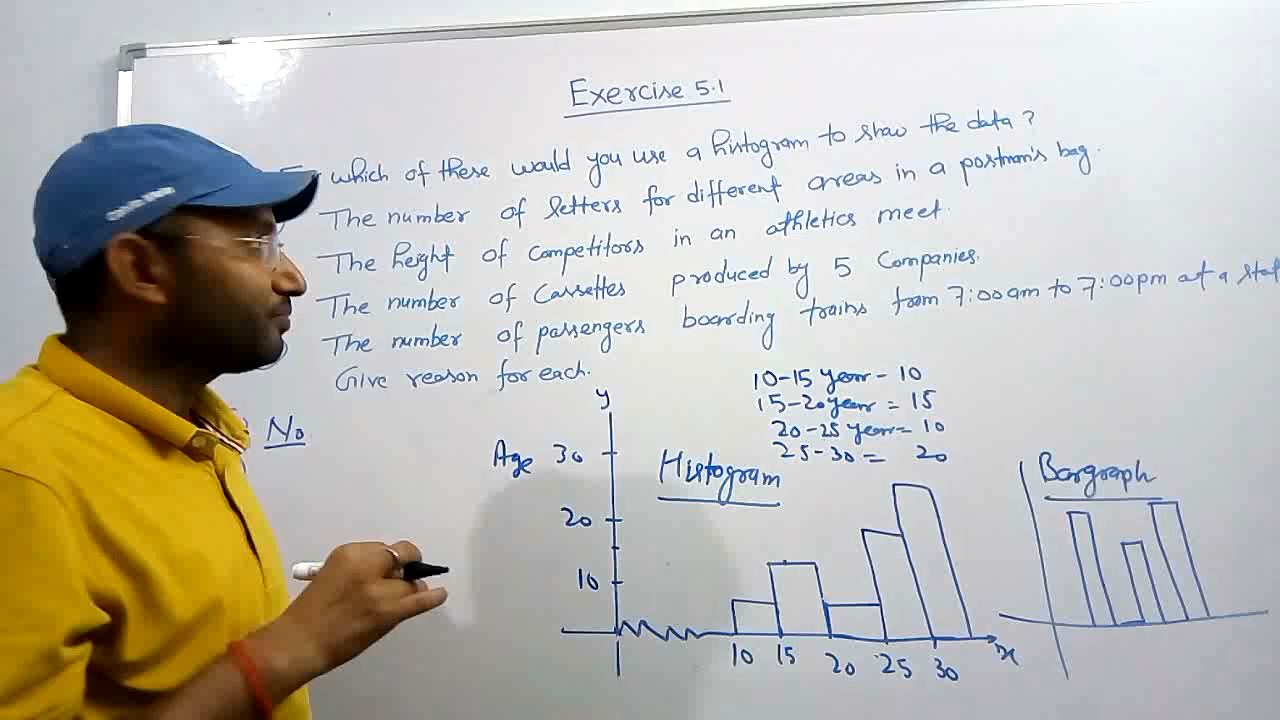 Exercise 5.1
which of these would you use a histogram to show the data?
The number of letters for different areas in a postman's bag.
The height of competitors in an athletics meet.
The number of Cassettes produced by 5 Companies.
The number of passengers boarding trains from 7:00am to 7:00pm at a stat
Give reason for each.
No
10-15 year - 10
15-20 year = 15
20-25 year = 10
25-30 = 20
Histogram
y
Age 30
20
10
10 15 20 25 30 x
Bargraph